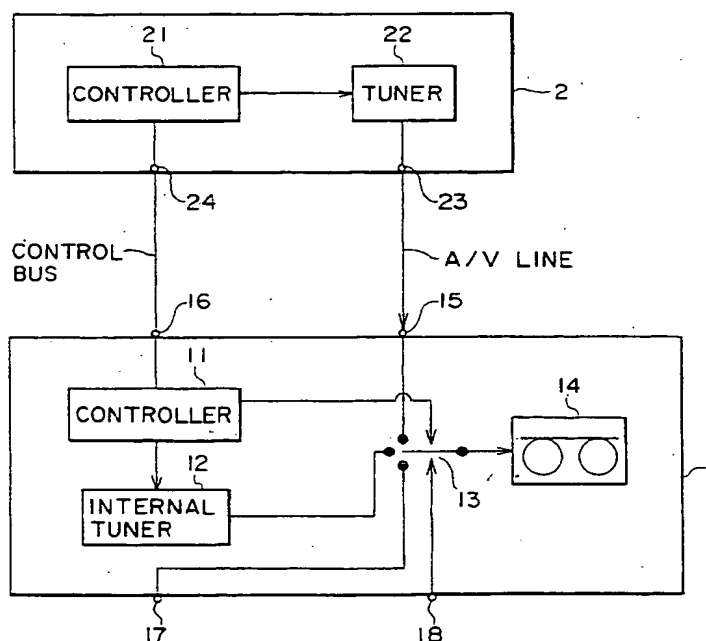 21
22
CONTROLLER
TUNER
2
24
23
CONTROL
BUS
A/V LINE
16
15
11
14
CONTROLLER
12
13
INTERNAL
TUNER
17
18